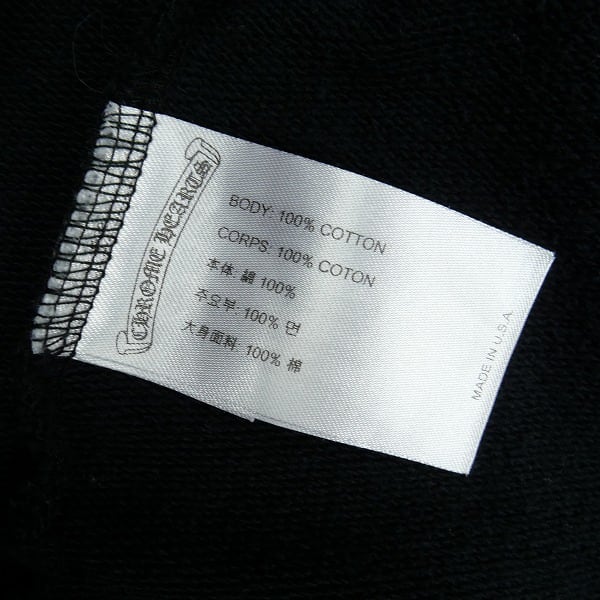 CHROME HEARTS
BODY: 100% COTTON
CORPS: 100% COTON
本体: 綿 100%
주요부: 100% 면
大身面料: 100% 棉
MADE IN U.S.A.